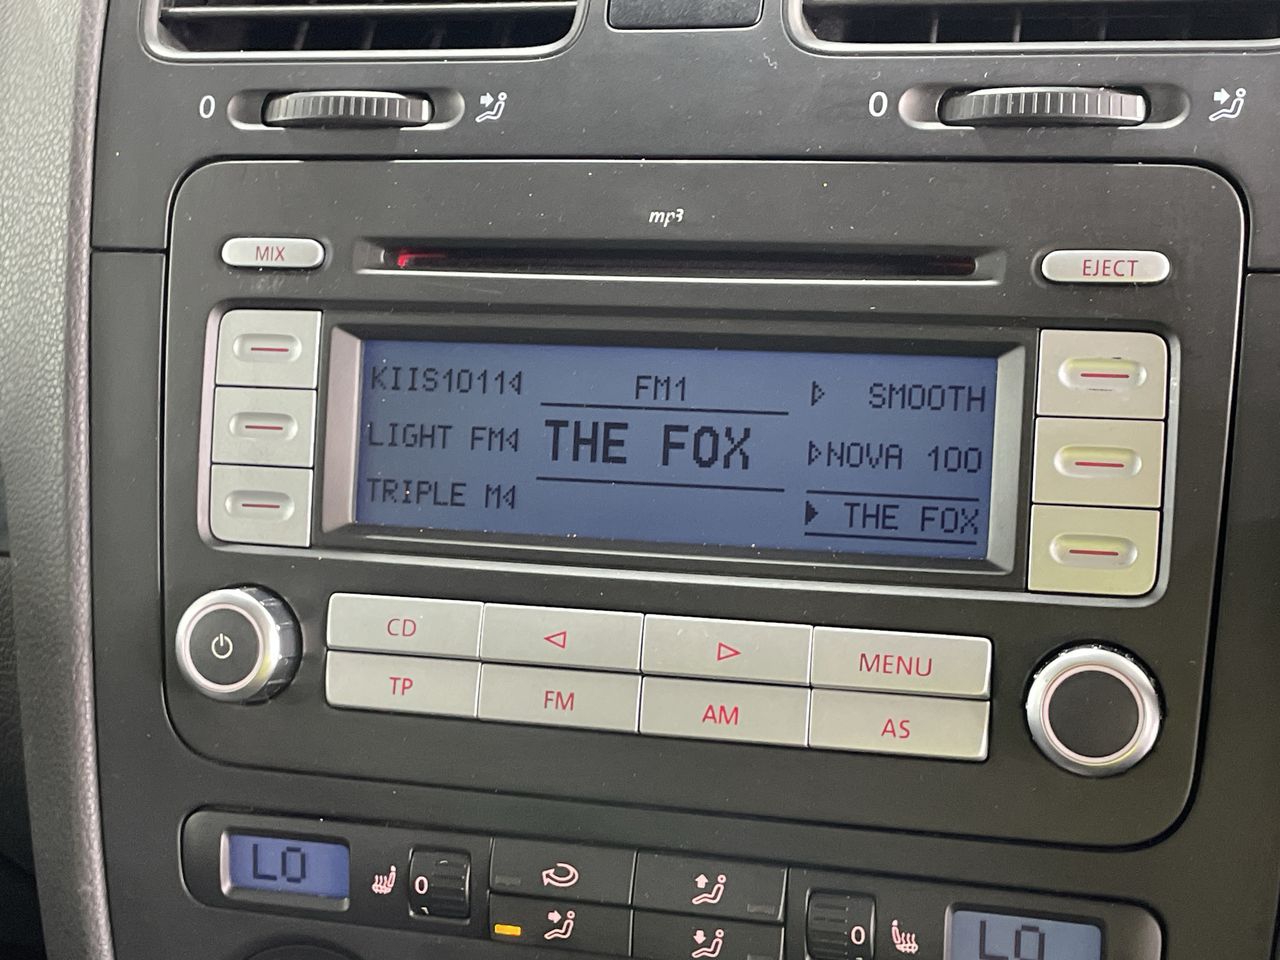 0
0
mp3
MIX
EJECT
KIIS1011
FM1
SMOOTH
LIGHT FM
THE FOX
NOVA 100
TRIPLE M
THE FOX
CD
MENU
TP
FM
AM
AS
LO
0
0
LO